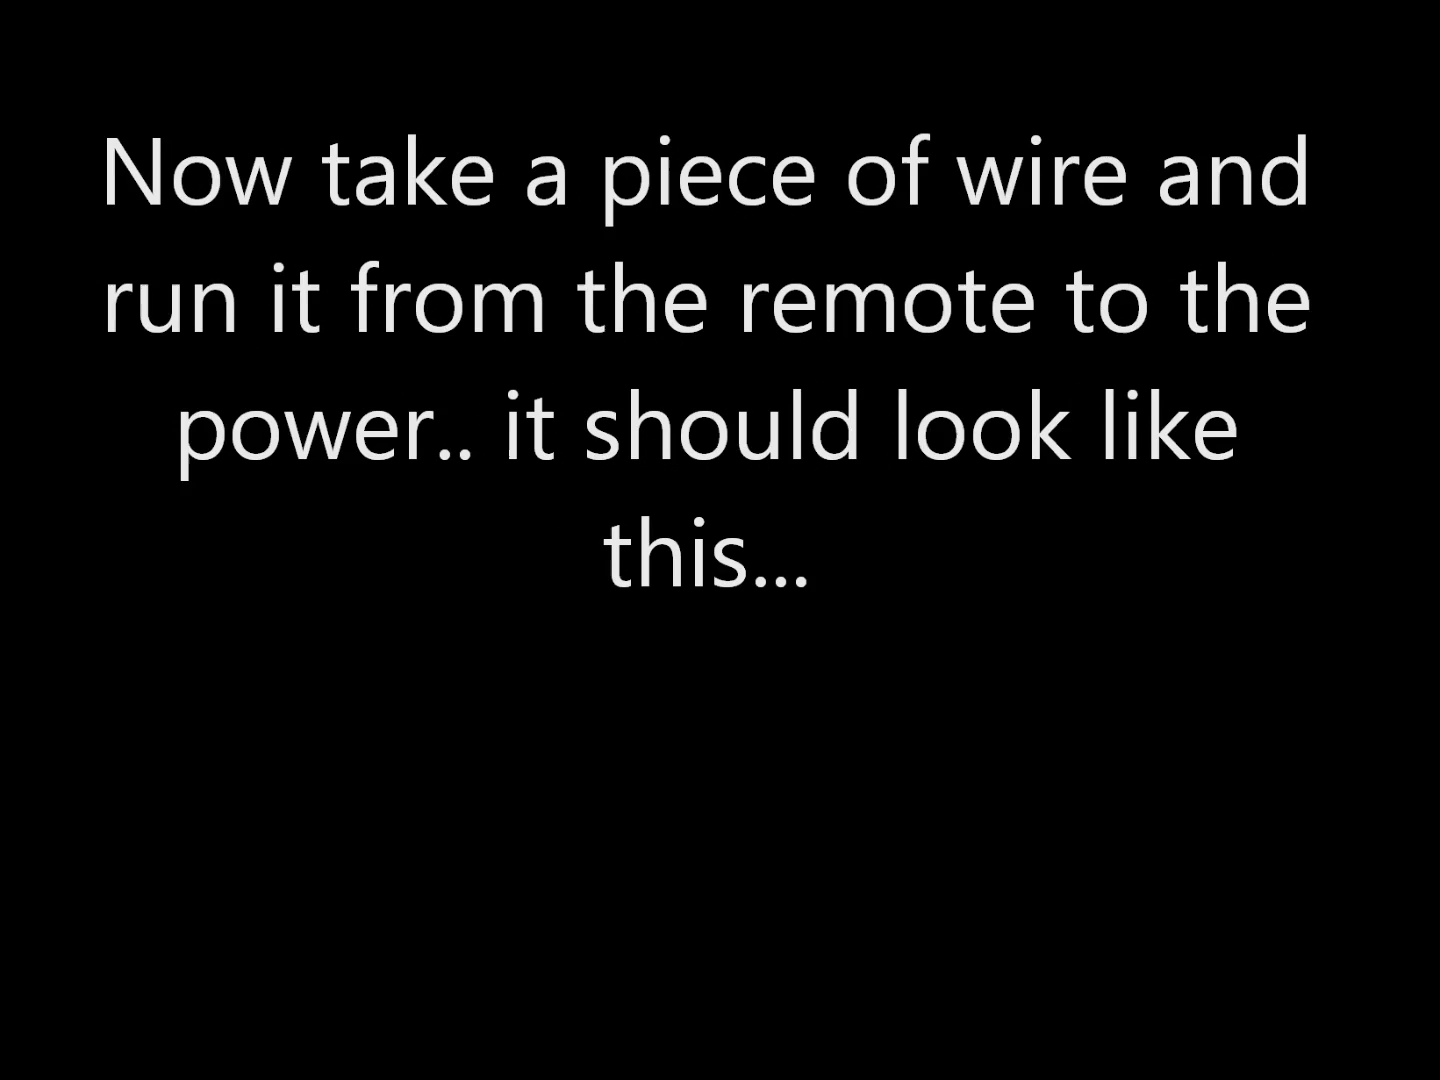 Now take a piece of wire and
run it from the remote to the
power.. it should look like
this...